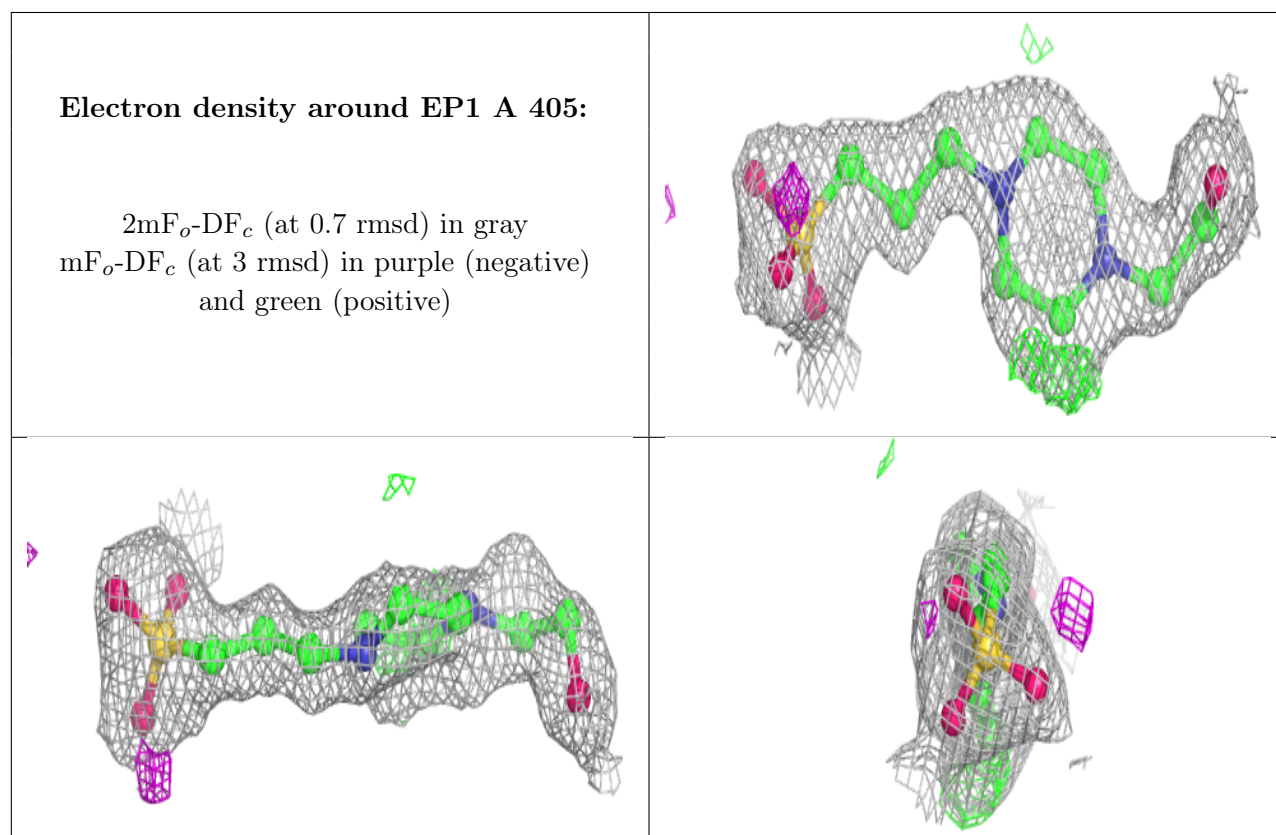 Electron density around EP1 A 405:
2mFo-DFc (at 0.7 rmsd) in gray
mFo-DFc (at 3 rmsd) in purple (negative)
and green (positive)